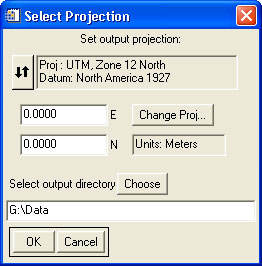 Select Projection
Set output projection:
Proj : UTM, Zone 12 North
Datum: North America 1927
0.0000 E Change Proj...
0.0000 N Units: Meters
Select output directory Choose
G:\Data
OK Cancel